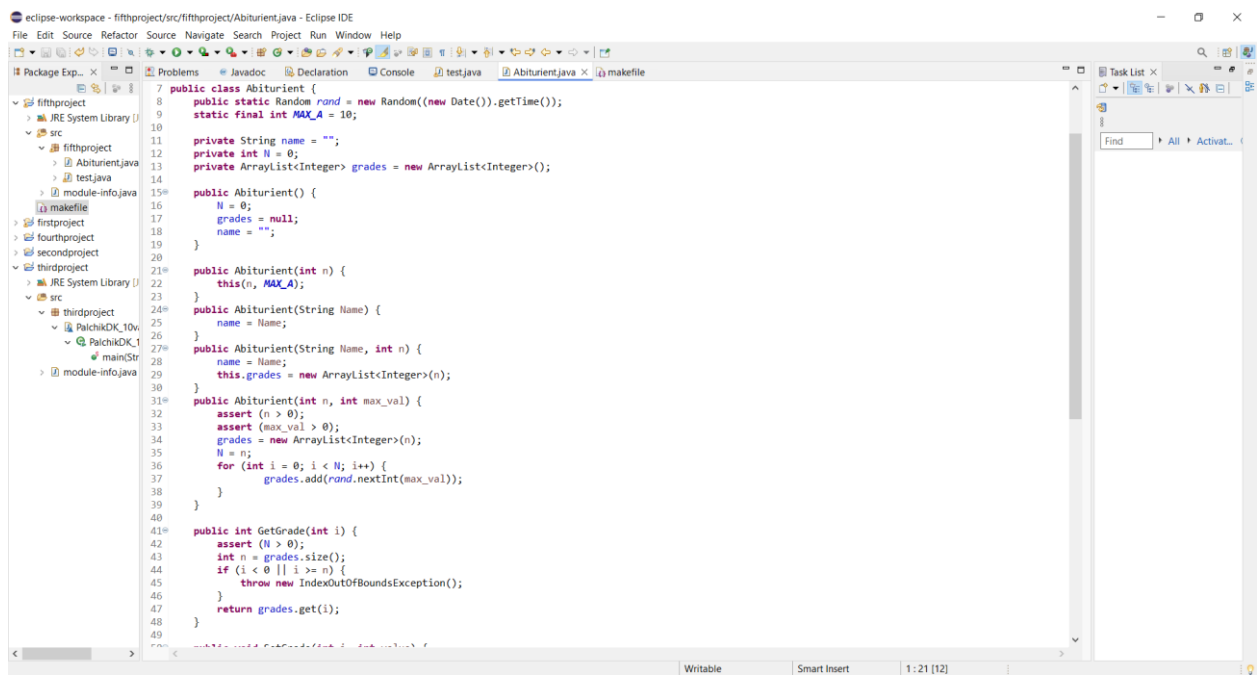 eclipse-workspace - fifthproject/src/fifthproject/Abiturient.java - Eclipse IDE
File Edit Source Refactor Source Navigate Search Project Run Window Help
Package Exp...
fifthproject
JRE System Library [J
src
fifthproject
Abiturient.java
test.java
module-info.java
makefile
firstproject
fourthproject
secondproject
thirdproject
JRE System Library [J
src
thirdproject
PalchikDK_10va
PalchikDK_1
main(Str
module-info.java
Problems Javadoc Declaration Console test.java Abiturient.java makefile
7 public class Abiturient {
8 public static Random rand = new Random((new Date()).getTime());
9 static final int MAX_A = 10;
10
11 private String name = "";
12 private int N = 0;
13 private ArrayList<Integer> grades = new ArrayList<Integer>();
14
15 public Abiturient() {
16 N = 0;
17 grades = null;
18 name = "";
19 }
20
21 public Abiturient(int n) {
22 this(n, MAX_A);
23 }
24 public Abiturient(String Name) {
25 name = Name;
26 }
27 public Abiturient(String Name, int n) {
28 name = Name;
29 this.grades = new ArrayList<Integer>(n);
30 }
31 public Abiturient(int n, int max_val) {
32 assert (n > 0);
33 assert (max_val > 0);
34 grades = new ArrayList<Integer>(n);
35 N = n;
36 for (int i = 0; i < N; i++) {
37 grades.add(rand.nextInt(max_val));
38 }
39 }
40
41 public int GetGrade(int i) {
42 assert (N > 0);
43 int n = grades.size();
44 if (i < 0 || i >= n) {
45 throw new IndexOutOfBoundsException();
46 }
47 return grades.get(i);
48 }
49
Task List
Find All Activat...
Writable Smart Insert 1 : 21 [12]